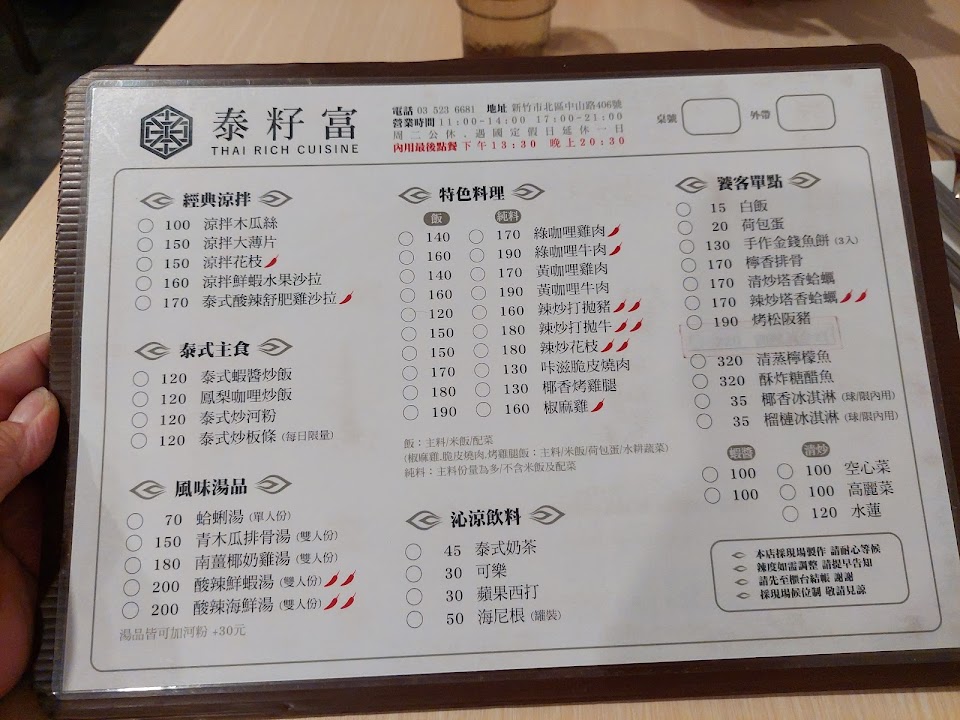 泰籽富
THAI RICH CUISINE
電話 03 523 6681 地址 新竹市北區中山路406號
營業時間 11:00-14:00 17:00-21:00
周二公休、遇國定假日延休一日
內用最後點餐 下午13:30 晚上20:30
桌號
外帶
經典涼拌
100 涼拌木瓜絲
150 涼拌大薄片
150 涼拌花枝
160 涼拌鮮蝦水果沙拉
170 泰式酸辣舒肥雞沙拉
泰式主食
120 泰式蝦醬炒飯
120 鳳梨咖哩炒飯
120 泰式炒河粉
120 泰式炒板條 (每日限量)
風味湯品
70 蛤蜊湯 (單人份)
150 青木瓜排骨湯 (雙人份)
180 南薑椰奶雞湯 (雙人份)
200 酸辣鮮蝦湯 (雙人份)
200 酸辣海鮮湯 (雙人份)
湯品皆可加河粉 +30元
特色料理
飯 純料
140 170 綠咖哩雞肉
160 190 綠咖哩牛肉
140 170 黃咖哩雞肉
160 190 黃咖哩牛肉
120 160 辣炒打拋豬
150 180 辣炒打拋牛
150 180 辣炒花枝
170 130 咔滋脆皮燒肉
180 130 椰香烤雞腿
190 160 椒麻雞
飯：主料/米飯/配菜
(椒麻雞.脆皮燒肉.烤雞腿飯：主料/米飯/荷包蛋/水耕蔬菜)
純料：主料份量為多/不含米飯及配菜
沁涼飲料
45 泰式奶茶
30 可樂
30 蘋果西打
50 海尼根 (罐裝)
饕客單點
15 白飯
20 荷包蛋
130 手作金錢魚餅 (3入)
170 檸香排骨
170 清炒塔香蛤蠣
170 辣炒塔香蛤蠣
190 烤松阪豬
320 清蒸檸檬魚
320 酥炸糖醋魚
35 椰香冰淇淋 (球/限內用)
35 榴槤冰淇淋 (球/限內用)
蝦醬 清炒
100 100 空心菜
100 100 高麗菜
120 水蓮
本店採現場製作 請耐心等候
辣度如需調整 請提早告知
請先至櫃台結帳 謝謝
採現場候位制 敬請見諒